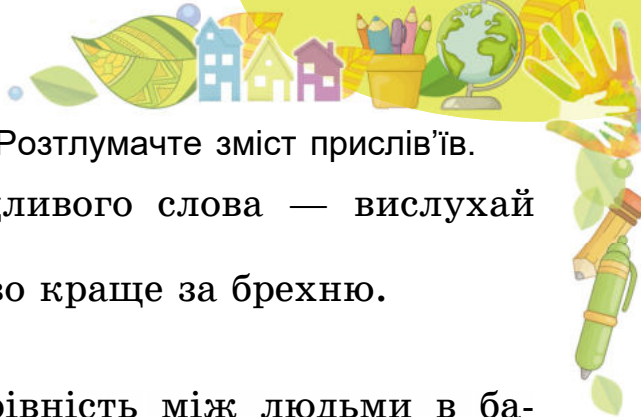 Розтлумачте зміст прислів'їв.
дливого слова — вислухай
во краще за брехню.
рівність між людьми в ба-